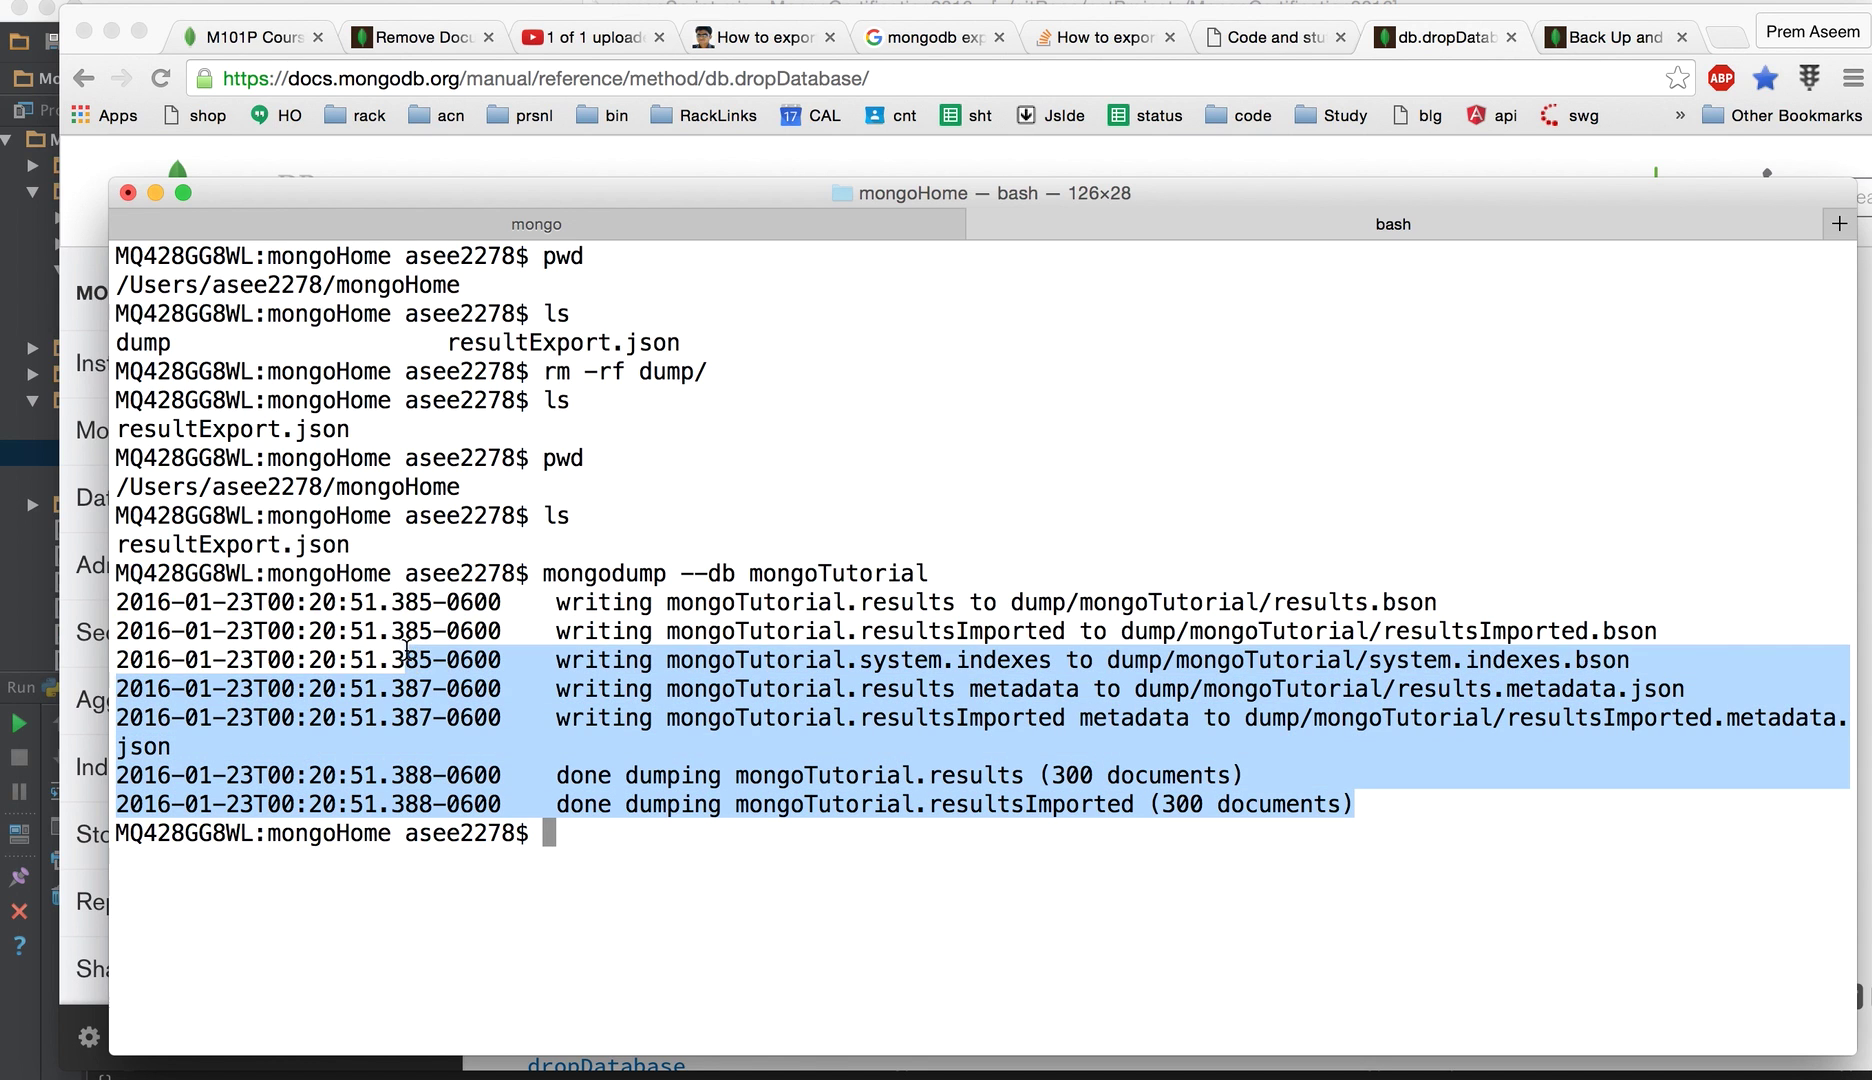 M101P Cours
Remove Docu
1 of 1 upload
How to expor
mongodb exp
How to expor
Code and stu
db.dropDatab
Back Up and
Prem Aseem
https://docs.mongodb.org/manual/reference/method/db.dropDatabase/
ABP
Apps shop HO rack acn prsnl bin RackLinks 17 CAL cnt sht JsIde status code Study blg api swg » Other Bookmarks
mongoHome — bash — 126×28
mongo
bash
MQ428GG8WL:mongoHome asee2278$ pwd
/Users/asee2278/mongoHome
MQ428GG8WL:mongoHome asee2278$ ls
dump resultExport.json
MQ428GG8WL:mongoHome asee2278$ rm -rf dump/
MQ428GG8WL:mongoHome asee2278$ ls
resultExport.json
MQ428GG8WL:mongoHome asee2278$ pwd
/Users/asee2278/mongoHome
MQ428GG8WL:mongoHome asee2278$ ls
resultExport.json
MQ428GG8WL:mongoHome asee2278$ mongodump --db mongoTutorial
2016-01-23T00:20:51.385-0600 writing mongoTutorial.results to dump/mongoTutorial/results.bson
2016-01-23T00:20:51.385-0600 writing mongoTutorial.resultsImported to dump/mongoTutorial/resultsImported.bson
2016-01-23T00:20:51.385-0600 writing mongoTutorial.system.indexes to dump/mongoTutorial/system.indexes.bson
2016-01-23T00:20:51.387-0600 writing mongoTutorial.results metadata to dump/mongoTutorial/results.metadata.json
2016-01-23T00:20:51.387-0600 writing mongoTutorial.resultsImported metadata to dump/mongoTutorial/resultsImported.metadata.
json
2016-01-23T00:20:51.388-0600 done dumping mongoTutorial.results (300 documents)
2016-01-23T00:20:51.388-0600 done dumping mongoTutorial.resultsImported (300 documents)
MQ428GG8WL:mongoHome asee2278$
MO
Inst
Mo
Dat
Adr
Sec
Agg
Ind
Sto
Rep
Sha
Run
dropDatabase